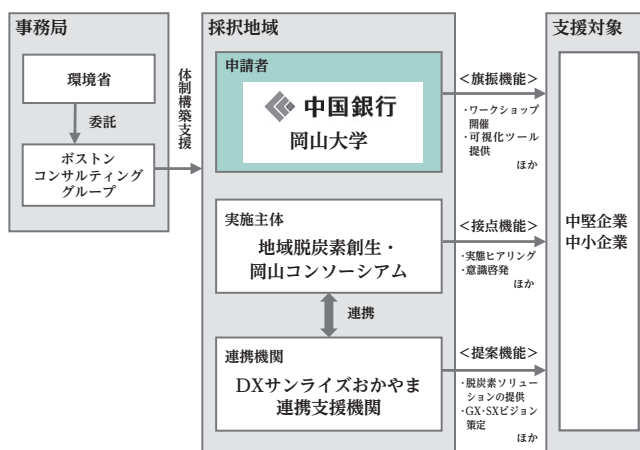 事務局
環境省
委託
ボストン
コンサルティング
グループ
体制構築支援
採択地域
申請者
中国銀行
岡山大学
実施主体
地域脱炭素創生・
岡山コンソーシアム
連携
連携機関
DXサンライズおかやま
連携支援機関
＜旗振機能＞
・ワークショップ
開催
・可視化ツール
提供
ほか
＜接点機能＞
・実態ヒアリング
・意識啓発
ほか
＜提案機能＞
・脱炭素ソリュー
ションの提供
・GX・SXビジョン
策定
ほか
支援対象
中堅企業
中小企業